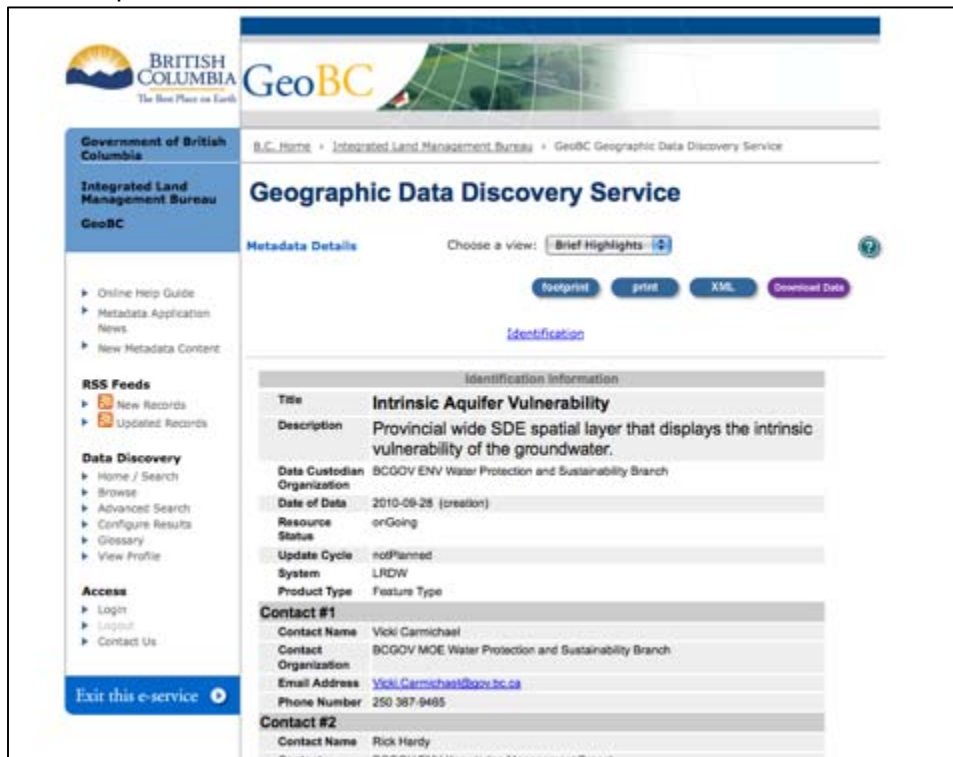 BRITISH
COLUMBIA
The Best Place on Earth
GeoBC
Government of British
Columbia
Integrated Land
Management Bureau
GeoBC
Online Help Guide
Metadata Application
News
New Metadata Content
RSS Feeds
New Records
Updated Records
Data Discovery
Home / Search
Browse
Advanced Search
Configure Results
Glossary
View Profile
Access
Login
Logout
Contact Us
Exit this e-service
B.C. Home › Integrated Land Management Bureau › GeoBC Geographic Data Discovery Service
Geographic Data Discovery Service
Metadata Details Choose a view: Brief Highlights ?
footprint print XML Download Data
Identification
Identification Information
Title Intrinsic Aquifer Vulnerability
Description Provincial wide SDE spatial layer that displays the intrinsic
vulnerability of the groundwater.
Data Custodian BCGOV ENV Water Protection and Sustainability Branch
Organization
Date of Data 2010-09-28 (creation)
Resource onGoing
Status
Update Cycle notPlanned
System LRDW
Product Type Feature Type
Contact #1
Contact Name Vicki Carmichael
Contact BCGOV MOE Water Protection and Sustainability Branch
Organization
Email Address Vicki.Carmichael@gov.bc.ca
Phone Number 250 387-9465
Contact #2
Contact Name Rick Hardy